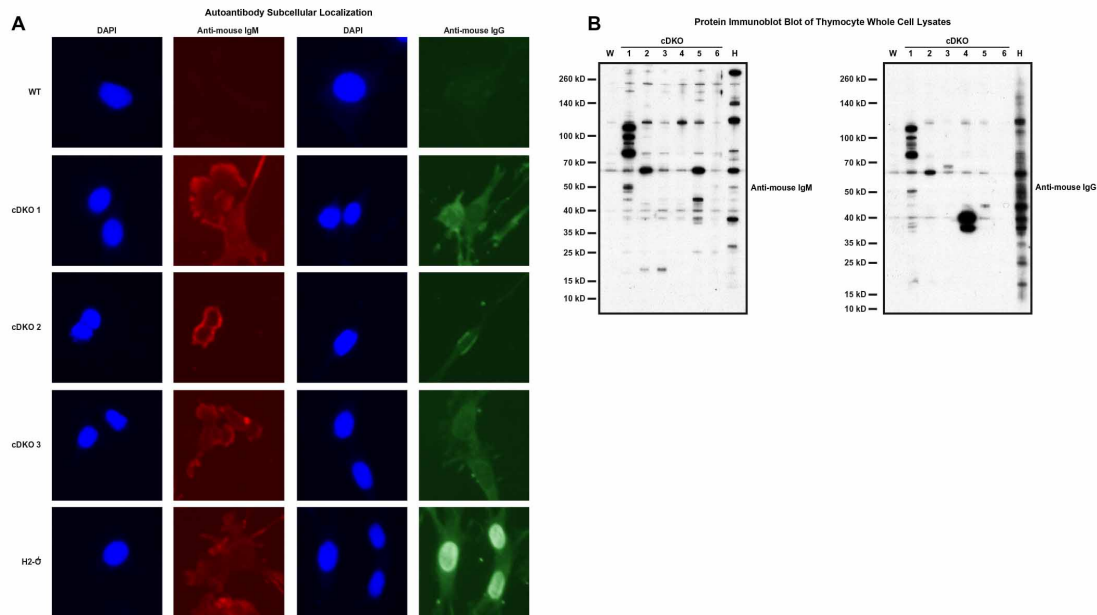 A
Autoantibody Subcellular Localization
DAPI Anti-mouse IgM DAPI Anti-mouse IgG
WT
cDKO 1
cDKO 2
cDKO 3
B
Protein Immunoblot Blot of Thymocyte Whole Cell Lysates
cDKO
W 1 2 3 4 5 6 H
260 kD
140 kD
100 kD
70 kD
50 kD
40 kD
35 kD
25 kD
15 kD
10 kD
Anti-mouse IgM
cDKO
W 1 2 3 4 5 6 H
260 kD
140 kD
100 kD
70 kD
50 kD
40 kD
35 kD
25 kD
15 kD
10 kD
Anti-mouse IgG